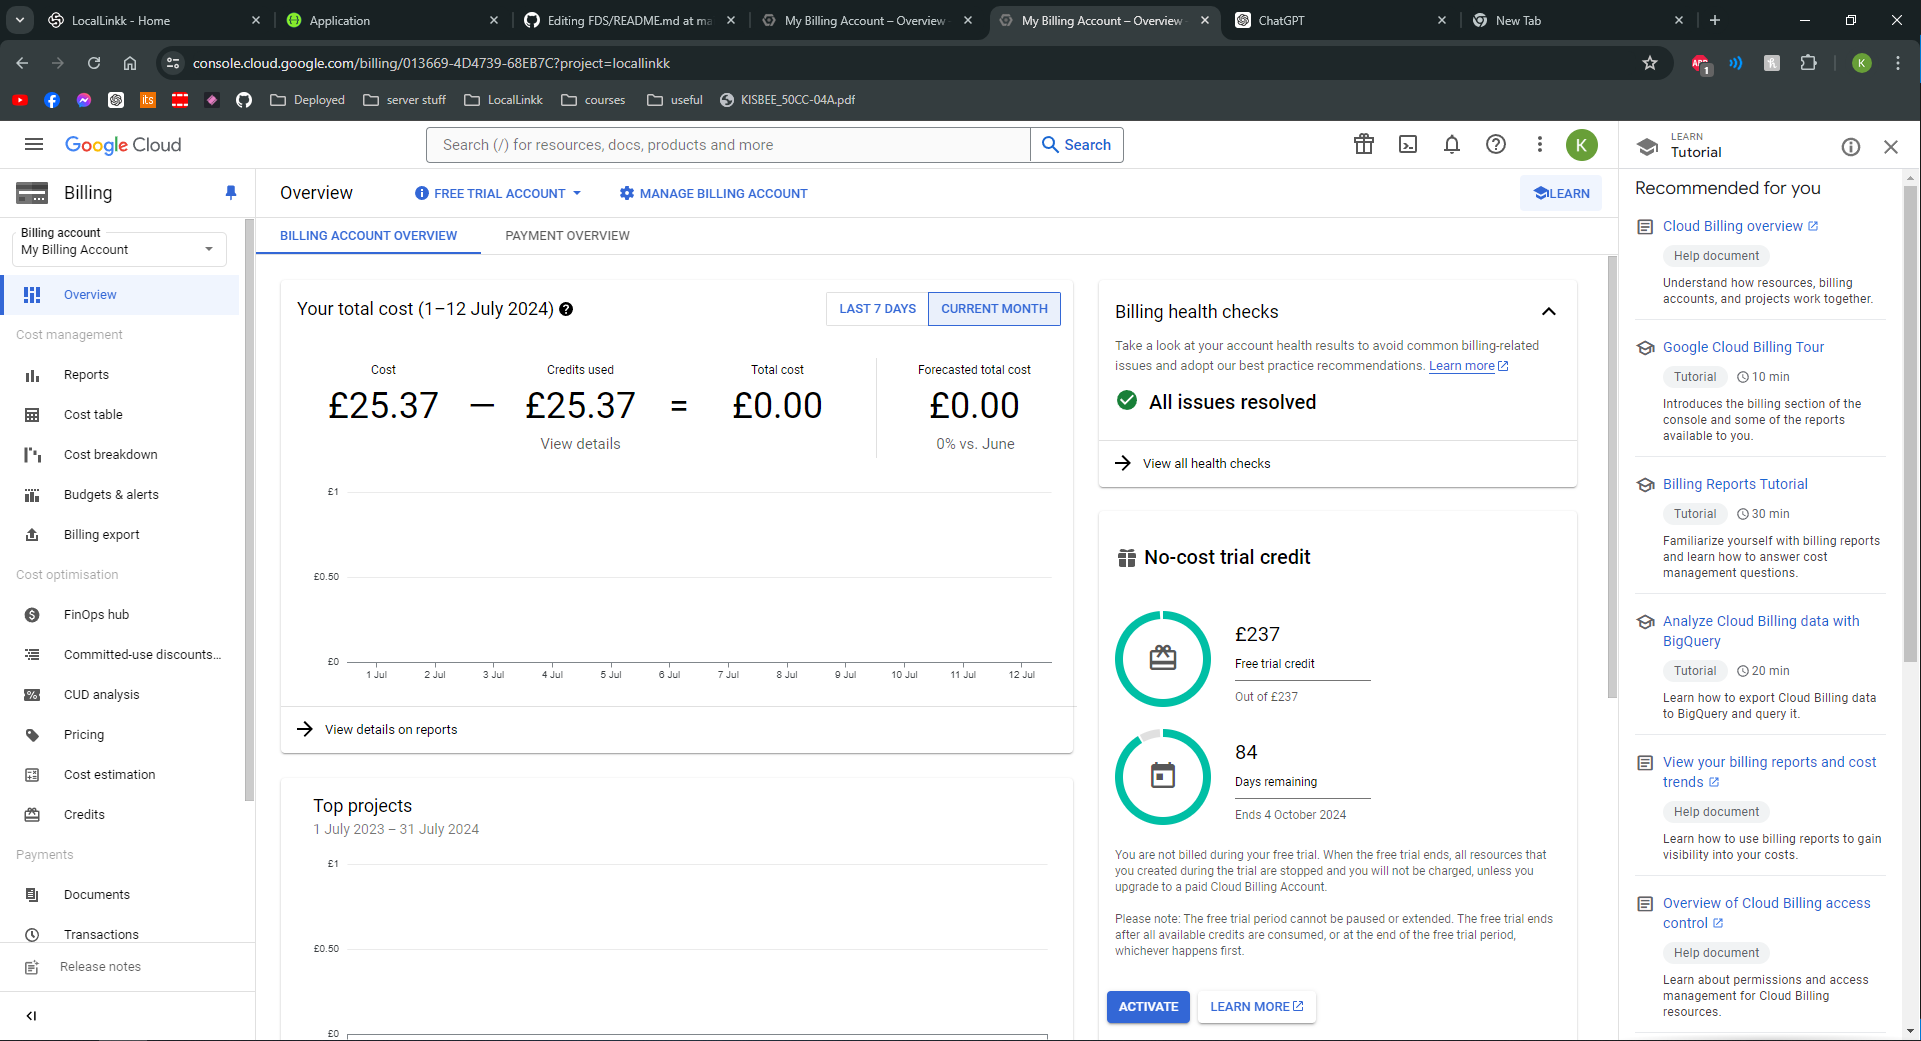 LocalLinkk - Home
Application
Editing FDS/README.md at ma
My Billing Account – Overview
My Billing Account – Overview
ChatGPT
New Tab
console.cloud.google.com/billing/013669-4D4739-68EB7C?project=locallinkk
ABP
1
K
its
Deployed
server stuff
LocalLinkk
courses
useful
KISBEE_50CC-04A.pdf
Google Cloud
Search (/) for resources, docs, products and more
Search
K
LEARN
Tutorial
Billing
Billing account
My Billing Account
Overview
Cost management
Reports
Cost table
Cost breakdown
Budgets & alerts
Billing export
Cost optimisation
FinOps hub
Committed-use discounts...
CUD analysis
Pricing
Cost estimation
Credits
Payments
Documents
Transactions
Release notes
Overview
FREE TRIAL ACCOUNT
MANAGE BILLING ACCOUNT
LEARN
BILLING ACCOUNT OVERVIEW
PAYMENT OVERVIEW
Your total cost (1–12 July 2024)
LAST 7 DAYS
CURRENT MONTH
Cost
£25.37
—
Credits used
£25.37
View details
=
Total cost
£0.00
Forecasted total cost
£0.00
0% vs. June
£1
£0.50
£0
1 Jul
2 Jul
3 Jul
4 Jul
5 Jul
6 Jul
7 Jul
8 Jul
9 Jul
10 Jul
11 Jul
12 Jul
View details on reports
Top projects
1 July 2023 – 31 July 2024
£1
£0.50
£0
Billing health checks
Take a look at your account health results to avoid common billing-related
issues and adopt our best practice recommendations. Learn more
All issues resolved
View all health checks
No-cost trial credit
£237
Free trial credit
Out of £237
84
Days remaining
Ends 4 October 2024
You are not billed during your free trial. When the free trial ends, all resources that
you created during the trial are stopped and you will not be charged, unless you
upgrade to a paid Cloud Billing Account.
Please note: The free trial period cannot be paused or extended. The free trial ends
after all available credits are consumed, or at the end of the free trial period,
whichever happens first.
ACTIVATE
LEARN MORE
Recommended for you
Cloud Billing overview
Help document
Understand how resources, billing
accounts, and projects work together.
Google Cloud Billing Tour
Tutorial
10 min
Introduces the billing section of the
console and some of the reports
available to you.
Billing Reports Tutorial
Tutorial
30 min
Familiarize yourself with billing reports
and learn how to answer cost
management questions.
Analyze Cloud Billing data with
BigQuery
Tutorial
20 min
Learn how to export Cloud Billing data
to BigQuery and query it.
View your billing reports and cost
trends
Help document
Learn how to use billing reports to gain
visibility into your costs.
Overview of Cloud Billing access
control
Help document
Learn about permissions and access
management for Cloud Billing
resources.